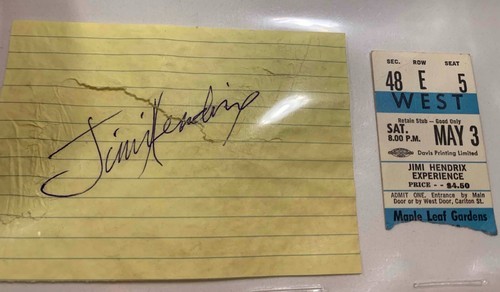 Jimi Hendrix
SEC. ROW SEAT
48 E 5
WEST
Retain Stub – Good Only
SAT. MAY 3
8.00 P.M.
Davis Printing Limited
JIMI HENDRIX
EXPERIENCE
PRICE - - $4.50
ADMIT ONE. Entrance by Main
Door or by West Door, Carlton St.
Maple Leaf Gardens